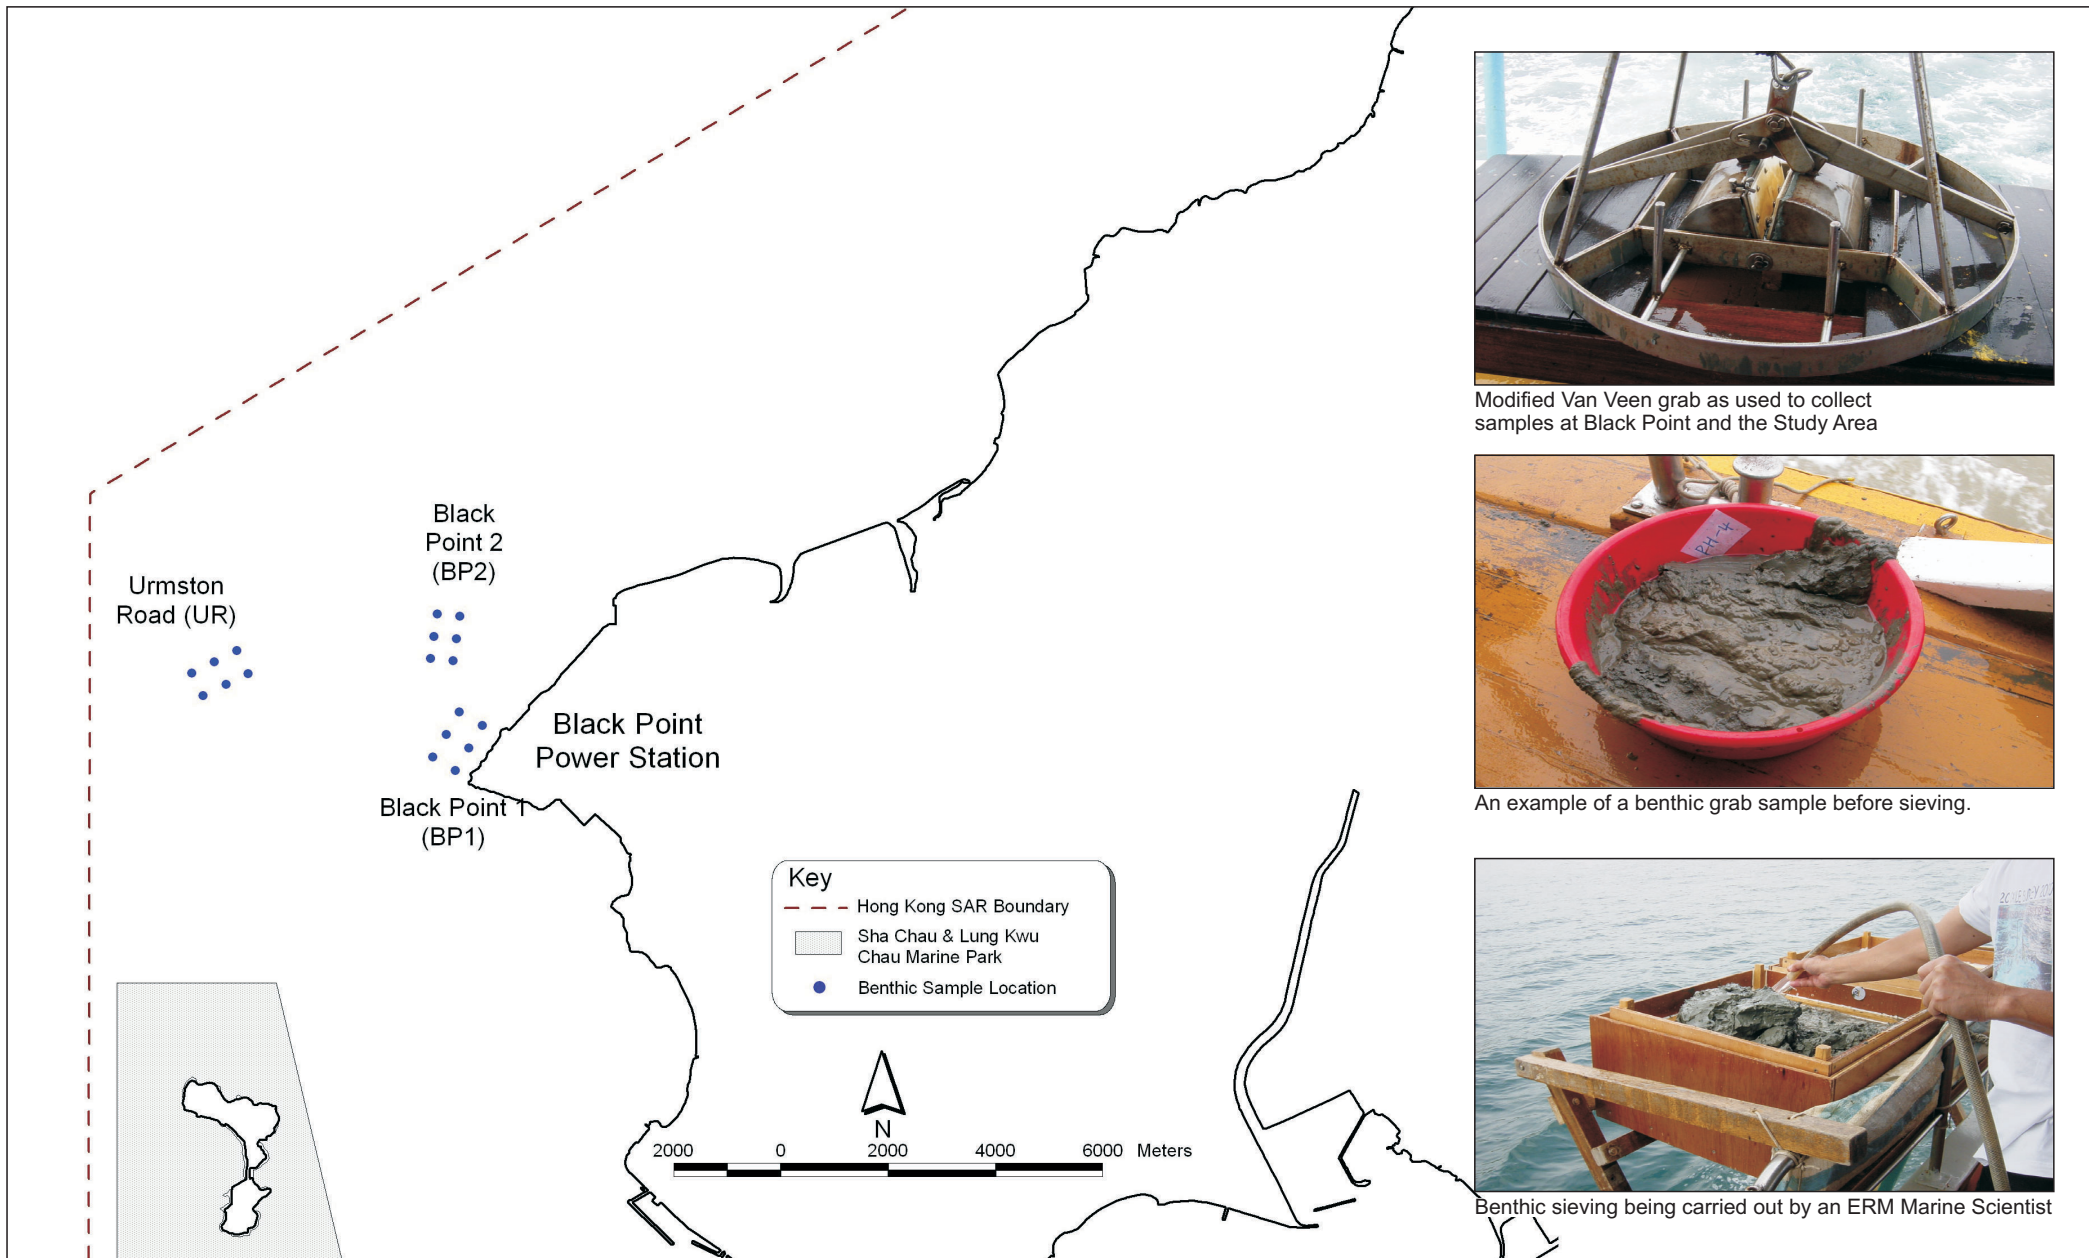 Black
Point 2
(BP2)
Urmston
Road (UR)
Black Point
Power Station
Black Point 1
(BP1)
Key
Hong Kong SAR Boundary
Sha Chau & Lung Kwu
Chau Marine Park
Benthic Sample Location
N
2000 0 2000 4000 6000 Meters
Modified Van Veen grab as used to collect
samples at Black Point and the Study Area
PH-4
An example of a benthic grab sample before sieving.
Benthic sieving being carried out by an ERM Marine Scientist